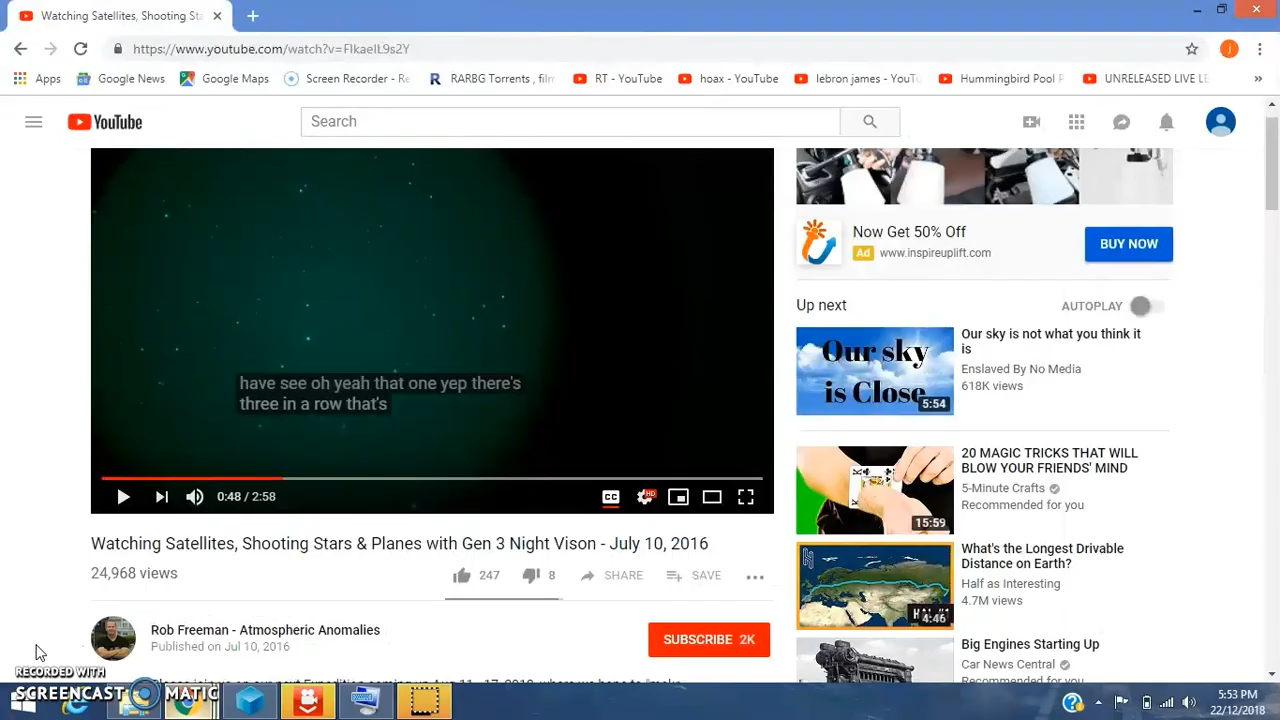 Watching Satellites, Shooting Sta
https://www.youtube.com/watch?v=FIkaeIL9s2Y
Apps
Google News
Google Maps
Screen Recorder - Re
RARBG Torrents , film
RT - YouTube
hoax - YouTube
lebron james - YouTu
Hummingbird Pool P
UNRELEASED LIVE LE
YouTube
Search
Now Get 50% Off
Ad www.inspireuplift.com
BUY NOW
Up next
AUTOPLAY
Our sky
is Close
5:54
Our sky is not what you think it
is
Enslaved By No Media
618K views
have see oh yeah that one yep there's
three in a row that's
0:48 / 2:58
CC
HD
20 MAGIC TRICKS THAT WILL
BLOW YOUR FRIENDS' MIND
5-Minute Crafts
Recommended for you
15:59
Watching Satellites, Shooting Stars & Planes with Gen 3 Night Vison - July 10, 2016
24,968 views
247
8
SHARE
SAVE
What's the Longest Drivable
Distance on Earth?
Half as Interesting
4.7M views
4:46
Rob Freeman - Atmospheric Anomalies
Published on Jul 10, 2016
SUBSCRIBE 2K
Big Engines Starting Up
Car News Central
Recommended for you
RECORDED WITH
SCREENCAST MATIC
5:53 PM
22/12/2018